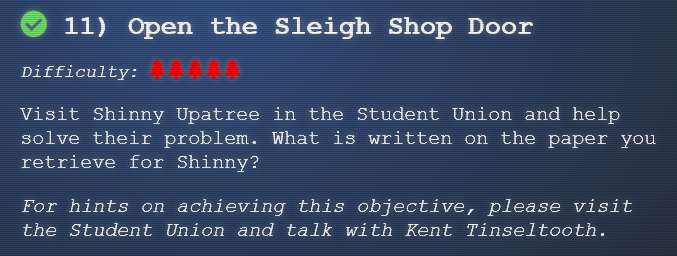 11) Open the Sleigh Shop Door
Difficulty:
Visit Shinny Upatree in the Student Union and help
solve their problem. What is written on the paper you
retrieve for Shinny?
For hints on achieving this objective, please visit
the Student Union and talk with Kent Tinseltooth.